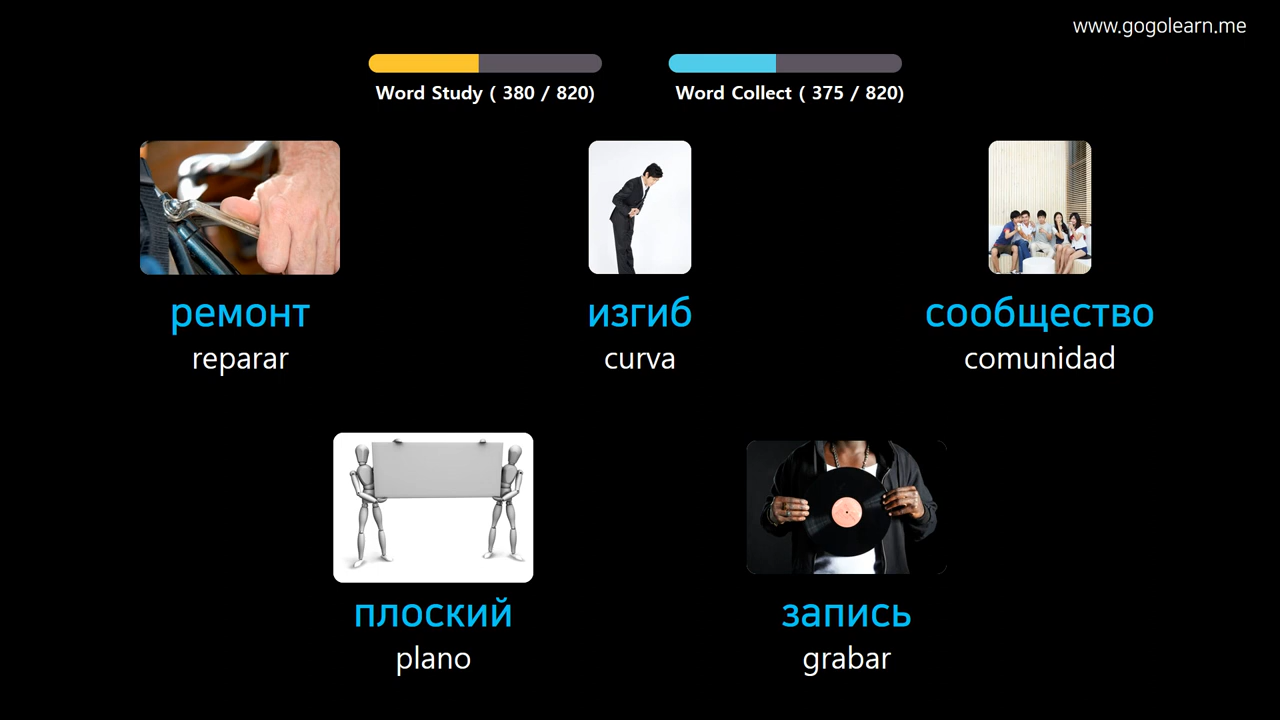 www.gogolearn.me
Word Study ( 380 / 820)
Word Collect ( 375 / 820)
ремонт
reparar
изгиб
curva
сообщество
comunidad
плоский
plano
запись
grabar